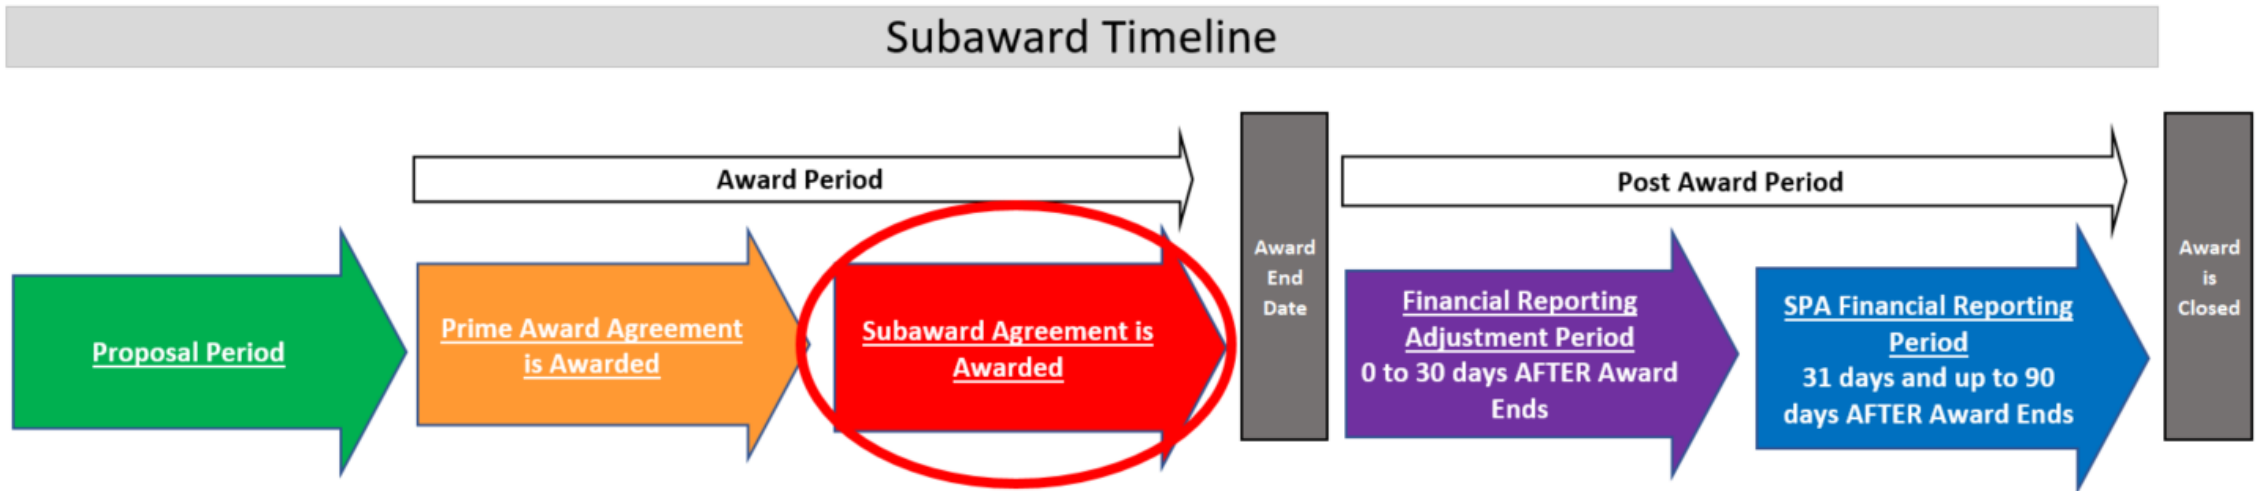 Subaward Timeline
Award Period
Post Award Period
Proposal Period
Prime Award Agreement
is Awarded
Subaward Agreement is
Awarded
Award
End
Date
Financial Reporting
Adjustment Period
0 to 30 days AFTER Award
Ends
SPA Financial Reporting
Period
31 days and up to 90
days AFTER Award Ends
Award
is
Closed